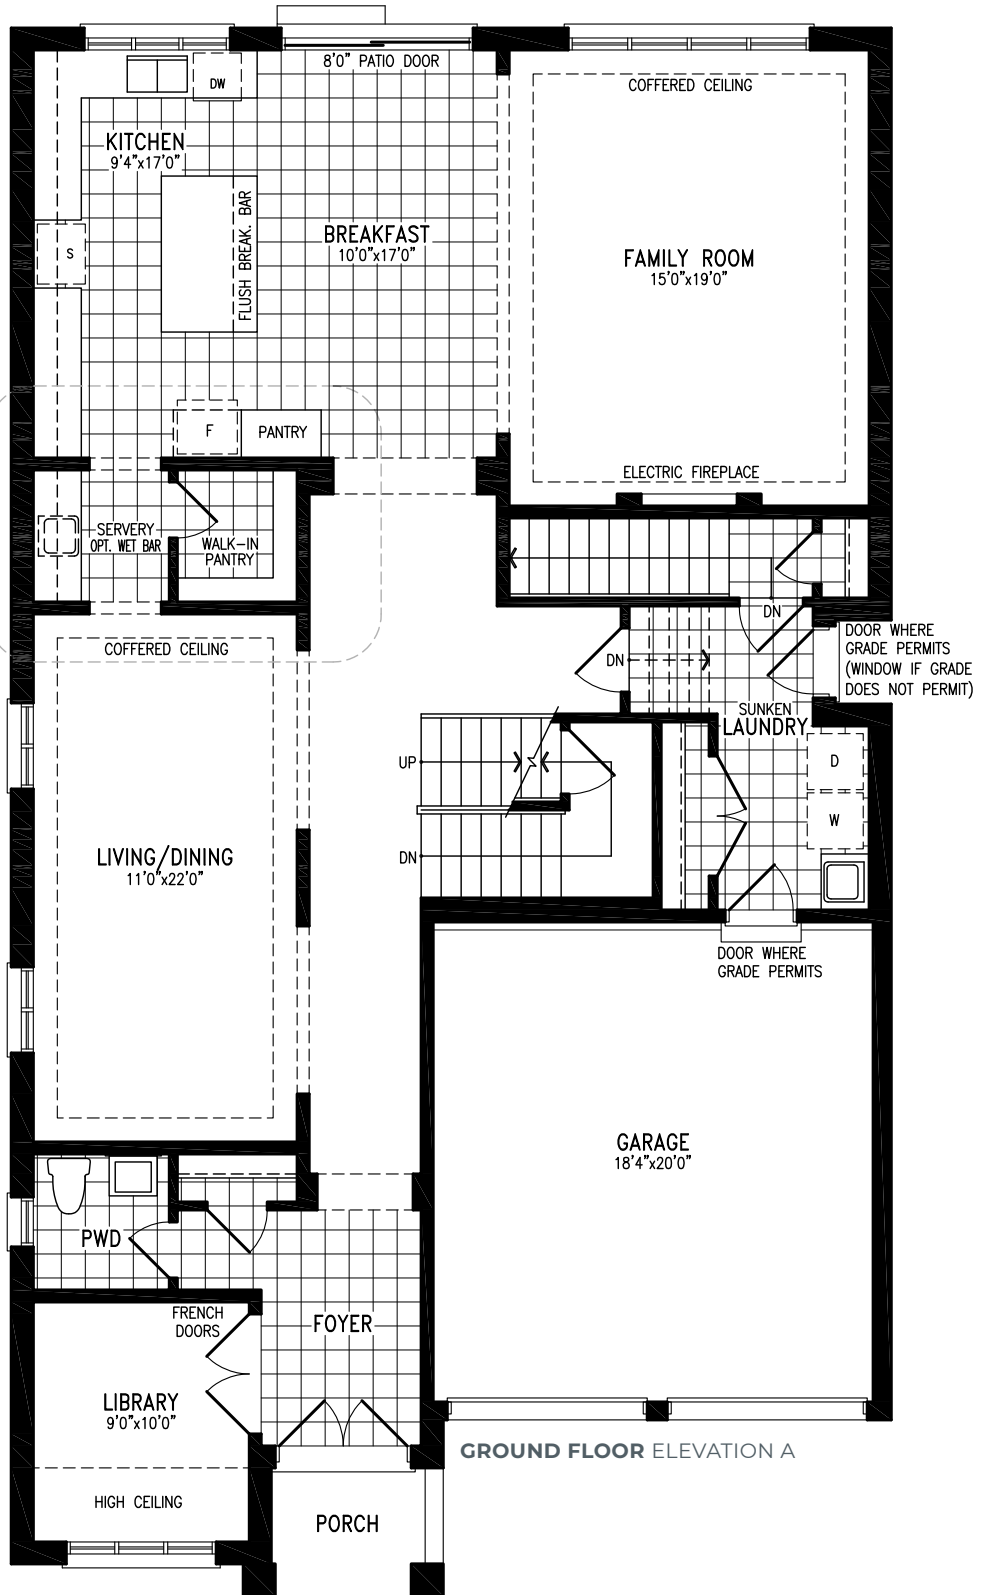 8'0" PATIO DOOR
DW
COFFERED CEILING
KITCHEN
9'4"x17'0"
FLUSH BREAK. BAR
BREAKFAST
10'0"x17'0"
S
FAMILY ROOM
15'0"x19'0"
F
PANTRY
ELECTRIC FIREPLACE
SERVERY
OPT. WET BAR
WALK-IN
PANTRY
DN
DOOR WHERE
GRADE PERMITS
(WINDOW IF GRADE
DOES NOT PERMIT)
COFFERED CEILING
DN
SUNKEN
LAUNDRY
UP
D
W
DN
LIVING/DINING
11'0"x22'0"
DOOR WHERE
GRADE PERMITS
GARAGE
18'4"x20'0"
PWD
FRENCH
DOORS
FOYER
LIBRARY
9'0"x10'0"
GROUND FLOOR ELEVATION A
HIGH CEILING
PORCH